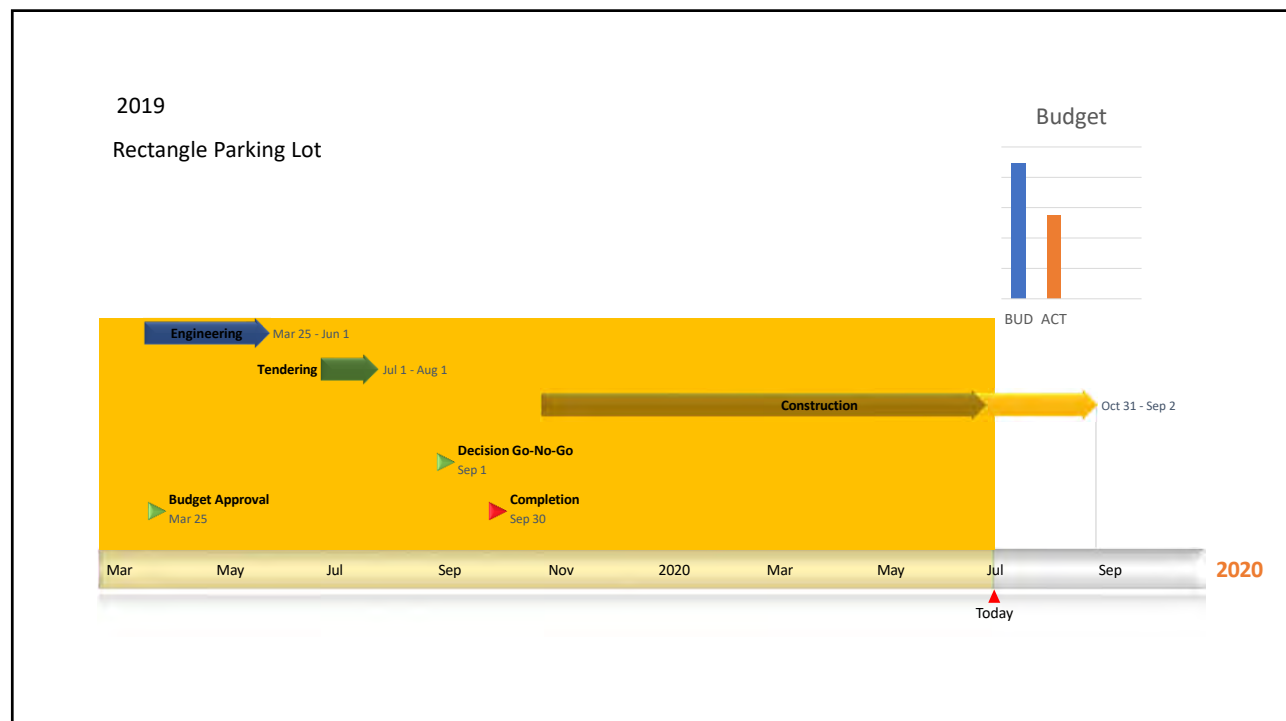 2019
Rectangle Parking Lot
Budget
BUD ACT
Engineering Mar 25 - Jun 1
Tendering Jul 1 - Aug 1
Construction Oct 31 - Sep 2
Decision Go-No-Go
Sep 1
Budget Approval
Mar 25
Completion
Sep 30
Mar May Jul Sep Nov 2020 Mar May Jul Sep 2020
Today